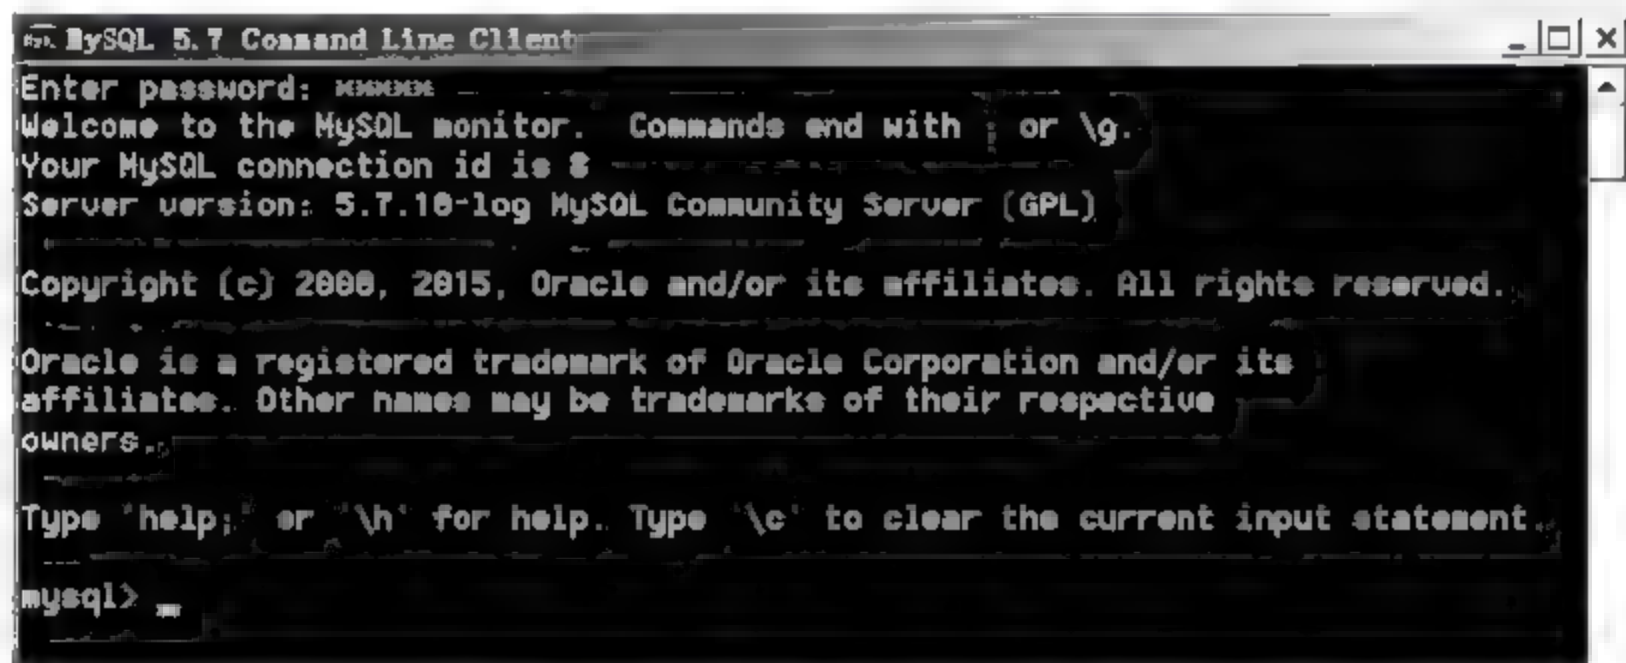 MySQL 5.7 Command Line Client
Enter password: *****
Welcome to the MySQL monitor.  Commands end with ; or \g.
Your MySQL connection id is 8
Server version: 5.7.10-log MySQL Community Server (GPL)
Copyright (c) 2000, 2015, Oracle and/or its affiliates. All rights reserved.
Oracle is a registered trademark of Oracle Corporation and/or its
affiliates. Other names may be trademarks of their respective
owners.
Type 'help;' or '\h' for help. Type '\c' to clear the current input statement.
mysql> _